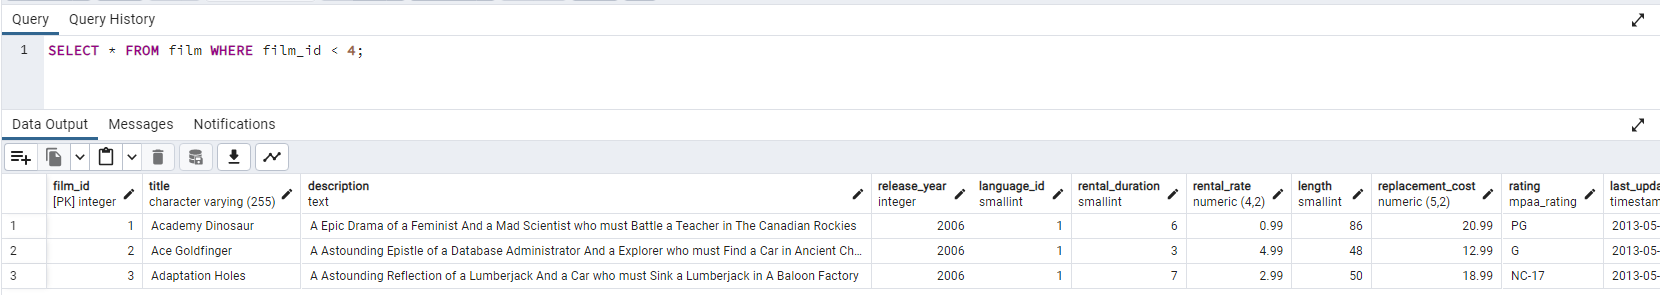 Query Query History
1 SELECT * FROM film WHERE film_id < 4;
Data Output Messages Notifications
film_id title description release_year language_id rental_duration rental_rate length replacement_cost rating last_upda
[PK] integer character varying (255) text integer smallint smallint numeric (4,2) smallint numeric (5,2) mpaa_rating timestam
1 1 Academy Dinosaur A Epic Drama of a Feminist And a Mad Scientist who must Battle a Teacher in The Canadian Rockies 2006 1 6 0.99 86 20.99 PG 2013-05-
2 2 Ace Goldfinger A Astounding Epistle of a Database Administrator And a Explorer who must Find a Car in Ancient Ch... 2006 1 3 4.99 48 12.99 G 2013-05-
3 3 Adaptation Holes A Astounding Reflection of a Lumberjack And a Car who must Sink a Lumberjack in A Baloon Factory 2006 1 7 2.99 50 18.99 NC-17 2013-05-